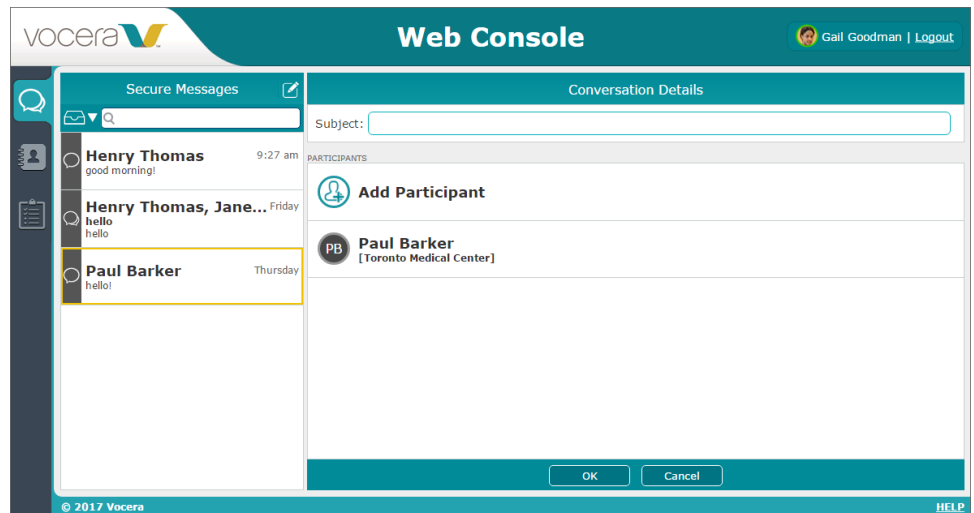 vocera
Web Console
Gail Goodman | Logout
Secure Messages
Conversation Details
Subject:
Henry Thomas 9:27 am
good morning!
Henry Thomas, Jane... Friday
hello
hello
Paul Barker Thursday
hello!
PARTICIPANTS
Add Participant
PB
Paul Barker
[Toronto Medical Center]
OK Cancel
© 2017 Vocera
HELP